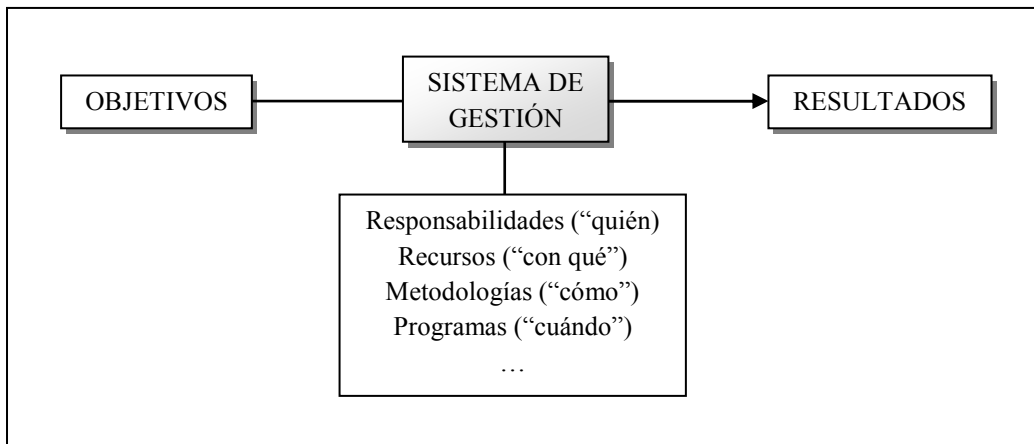 OBJETIVOS
SISTEMA DE
GESTIÓN
RESULTADOS
Responsabilidades (“quién)
Recursos (“con qué”)
Metodologías (“cómo”)
Programas (“cuándo”)
…